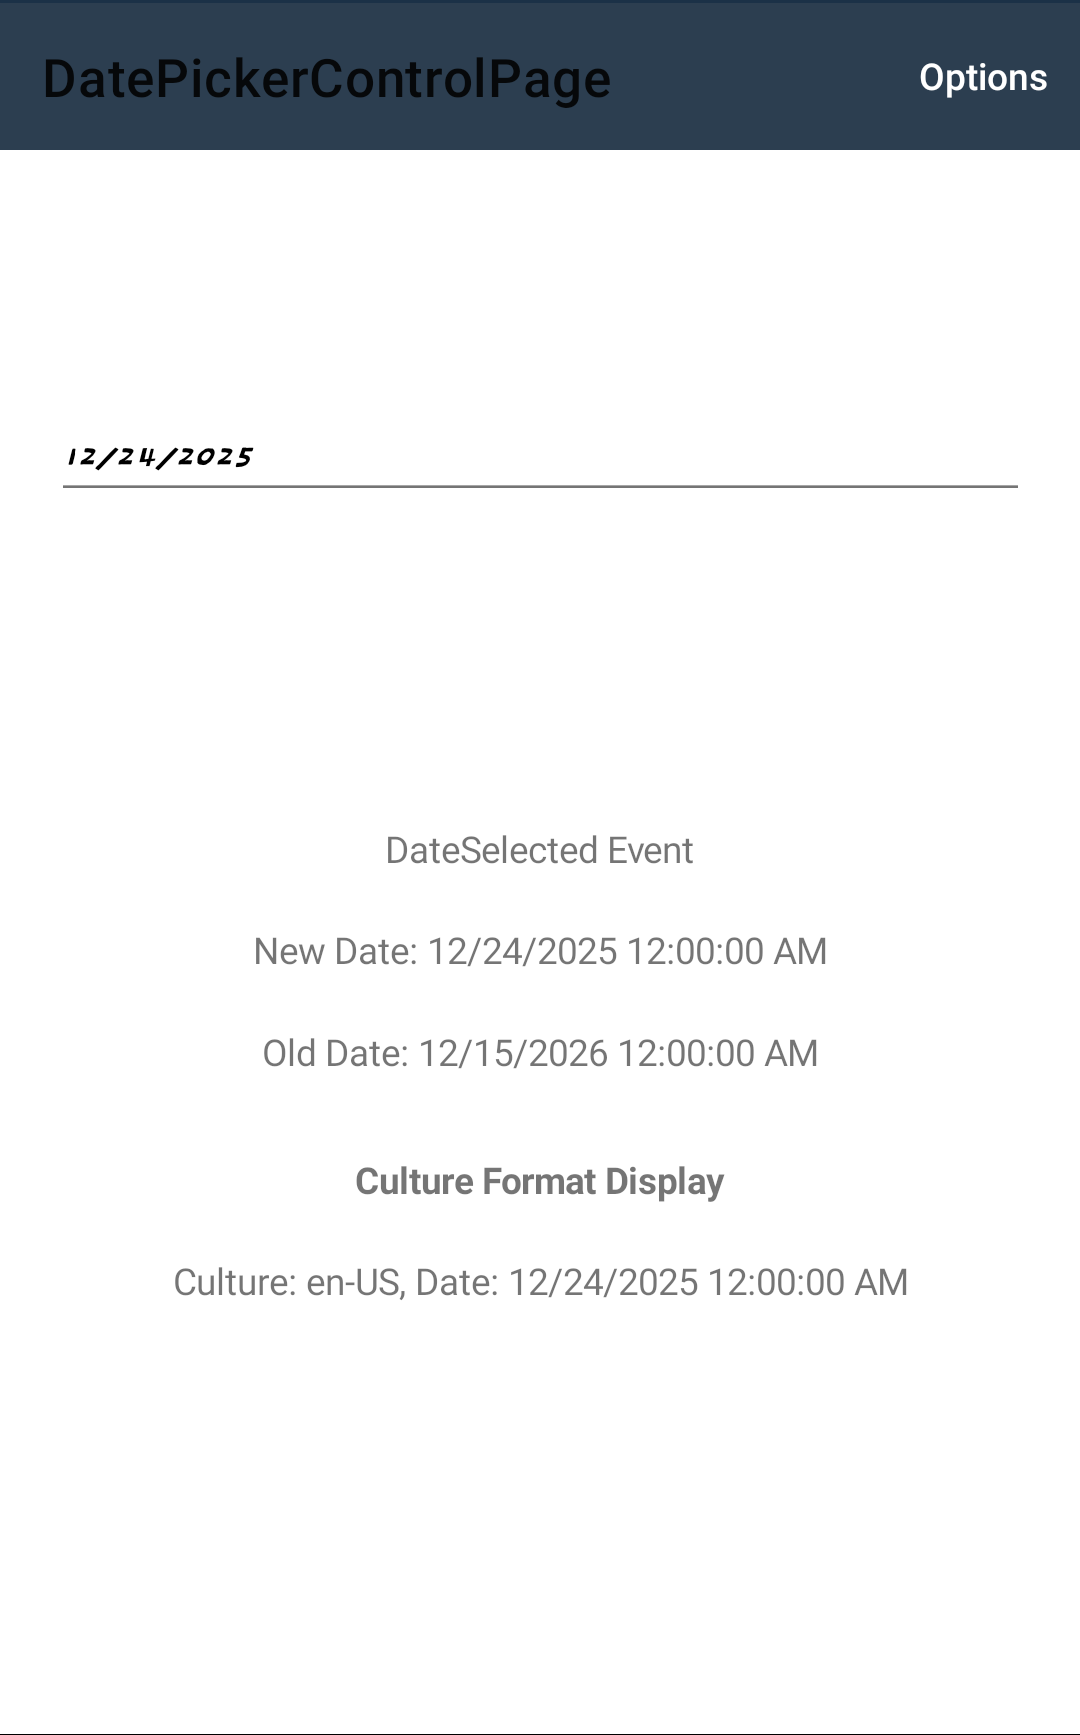 DatePickerControlPage
Options
12/24/2025
DateSelected Event
New Date: 12/24/2025 12:00:00 AM
Old Date: 12/15/2026 12:00:00 AM
Culture Format Display
Culture: en-US, Date: 12/24/2025 12:00:00 AM